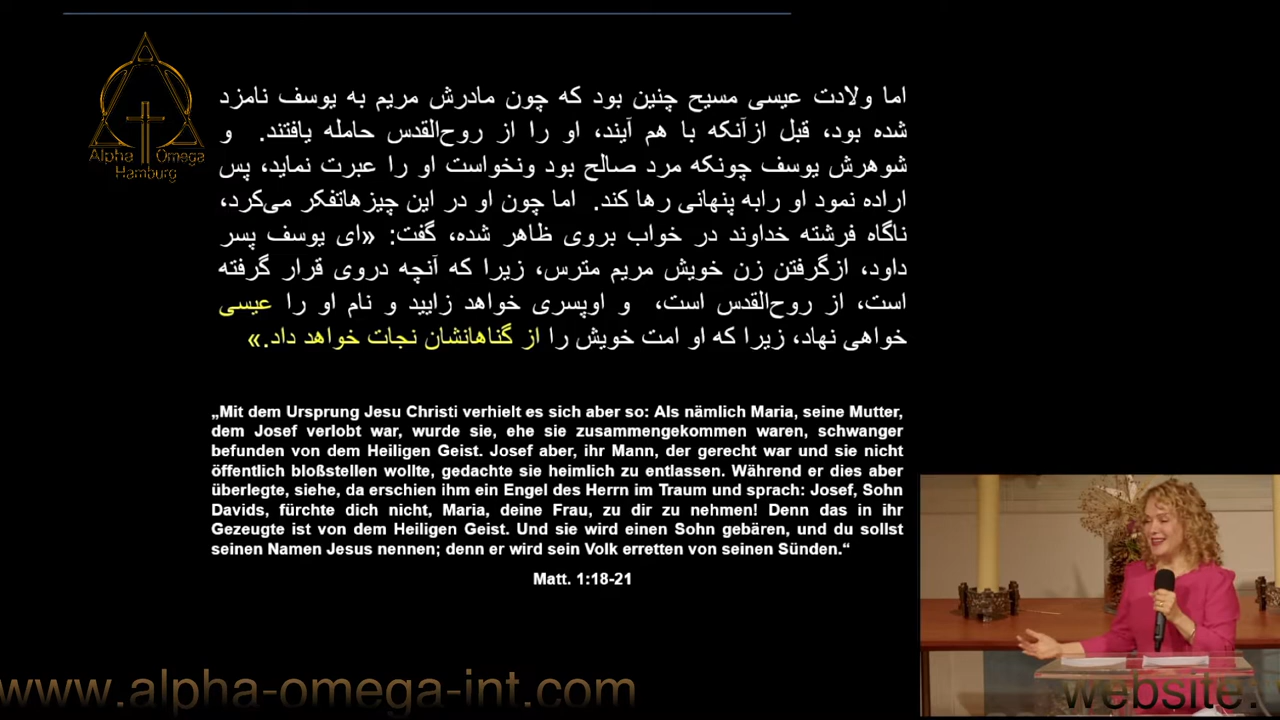 Alpha Omega
Hamburg
اما ولادت عیسی مسیح چنین بود که چون مادرش مریم به یوسف نامزد
شده بود، قبل ازآنکه با هم آیند، او را از روح‌القدس حامله یافتند. و
شوهرش یوسف چونکه مرد صالح بود ونخواست او را عبرت نماید، پس
اراده نمود او رابه پنهانی رها کند. اما چون او در این چیزهاتفکر می‌کرد،
ناگاه فرشته خداوند در خواب بروی ظاهر شده، گفت: «ای یوسف پسر
داود، ازگرفتن زن خویش مریم مترس، زیرا که آنچه دروی قرار گرفته
است، از روح‌القدس است، و اوپسری خواهد زایید و نام او را عیسی
خواهی نهاد، زیرا که او امت خویش را از گناهانشان نجات خواهد داد.»
„Mit dem Ursprung Jesu Christi verhielt es sich aber so: Als nämlich Maria, seine Mutter,
dem Josef verlobt war, wurde sie, ehe sie zusammengekommen waren, schwanger
befunden von dem Heiligen Geist. Josef aber, ihr Mann, der gerecht war und sie nicht
öffentlich bloßstellen wollte, gedachte sie heimlich zu entlassen. Während er dies aber
überlegte, siehe, da erschien ihm ein Engel des Herrn im Traum und sprach: Josef, Sohn
Davids, fürchte dich nicht, Maria, deine Frau, zu dir zu nehmen! Denn das in ihr
Gezeugte ist von dem Heiligen Geist. Und sie wird einen Sohn gebären, und du sollst
seinen Namen Jesus nennen; denn er wird sein Volk erretten von seinen Sünden.“
Matt. 1:18-21
www.alpha-omega-int.com
website: